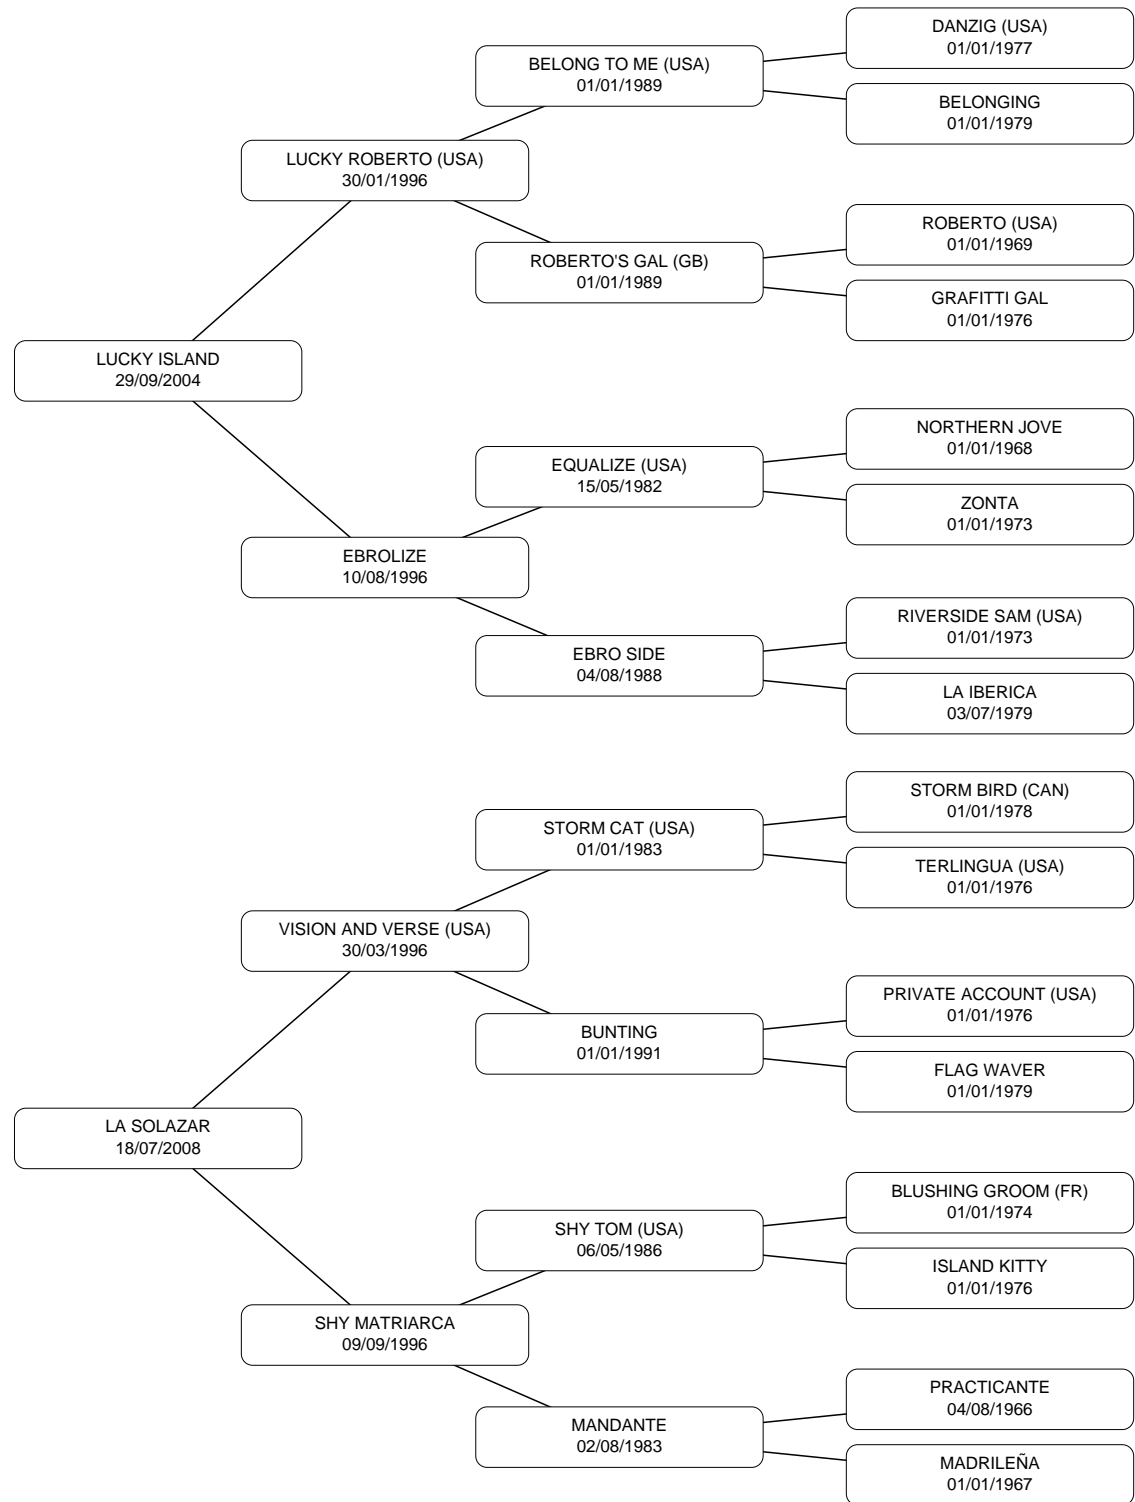 DANZIG (USA)
01/01/1977
BELONG TO ME (USA)
01/01/1989
BELONGING
01/01/1979
LUCKY ROBERTO (USA)
30/01/1996
ROBERTO (USA)
01/01/1969
ROBERTO'S GAL (GB)
01/01/1989
GRAFITTI GAL
01/01/1976
LUCKY ISLAND
29/09/2004
NORTHERN JOVE
01/01/1968
EQUALIZE (USA)
15/05/1982
ZONTA
01/01/1973
EBROLIZE
10/08/1996
RIVERSIDE SAM (USA)
01/01/1973
EBRO SIDE
04/08/1988
LA IBERICA
03/07/1979
STORM BIRD (CAN)
01/01/1978
STORM CAT (USA)
01/01/1983
TERLINGUA (USA)
01/01/1976
VISION AND VERSE (USA)
30/03/1996
PRIVATE ACCOUNT (USA)
01/01/1976
BUNTING
01/01/1991
FLAG WAVER
01/01/1979
LA SOLAZAR
18/07/2008
BLUSHING GROOM (FR)
01/01/1974
SHY TOM (USA)
06/05/1986
ISLAND KITTY
01/01/1976
SHY MATRIARCA
09/09/1996
PRACTICANTE
04/08/1966
MANDANTE
02/08/1983
MADRILEÑA
01/01/1967